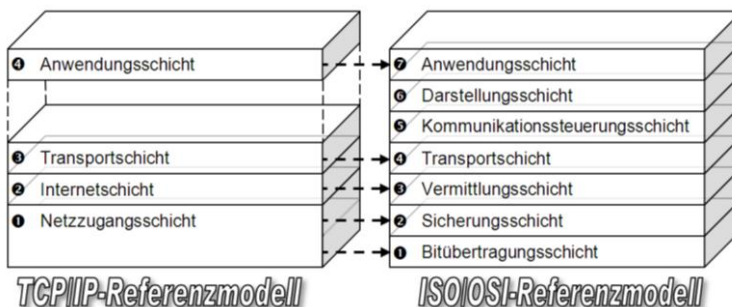 ❹ Anwendungsschicht
❸ Transportschicht
❷ Internetschicht
❶ Netzzugangsschicht
TCP/IP-Referenzmodell
❼ Anwendungsschicht
❻ Darstellungsschicht
❺ Kommunikationssteuerungsschicht
❹ Transportschicht
❸ Vermittlungsschicht
❷ Sicherungsschicht
❶ Bitübertragungsschicht
ISO/OSI-Referenzmodell